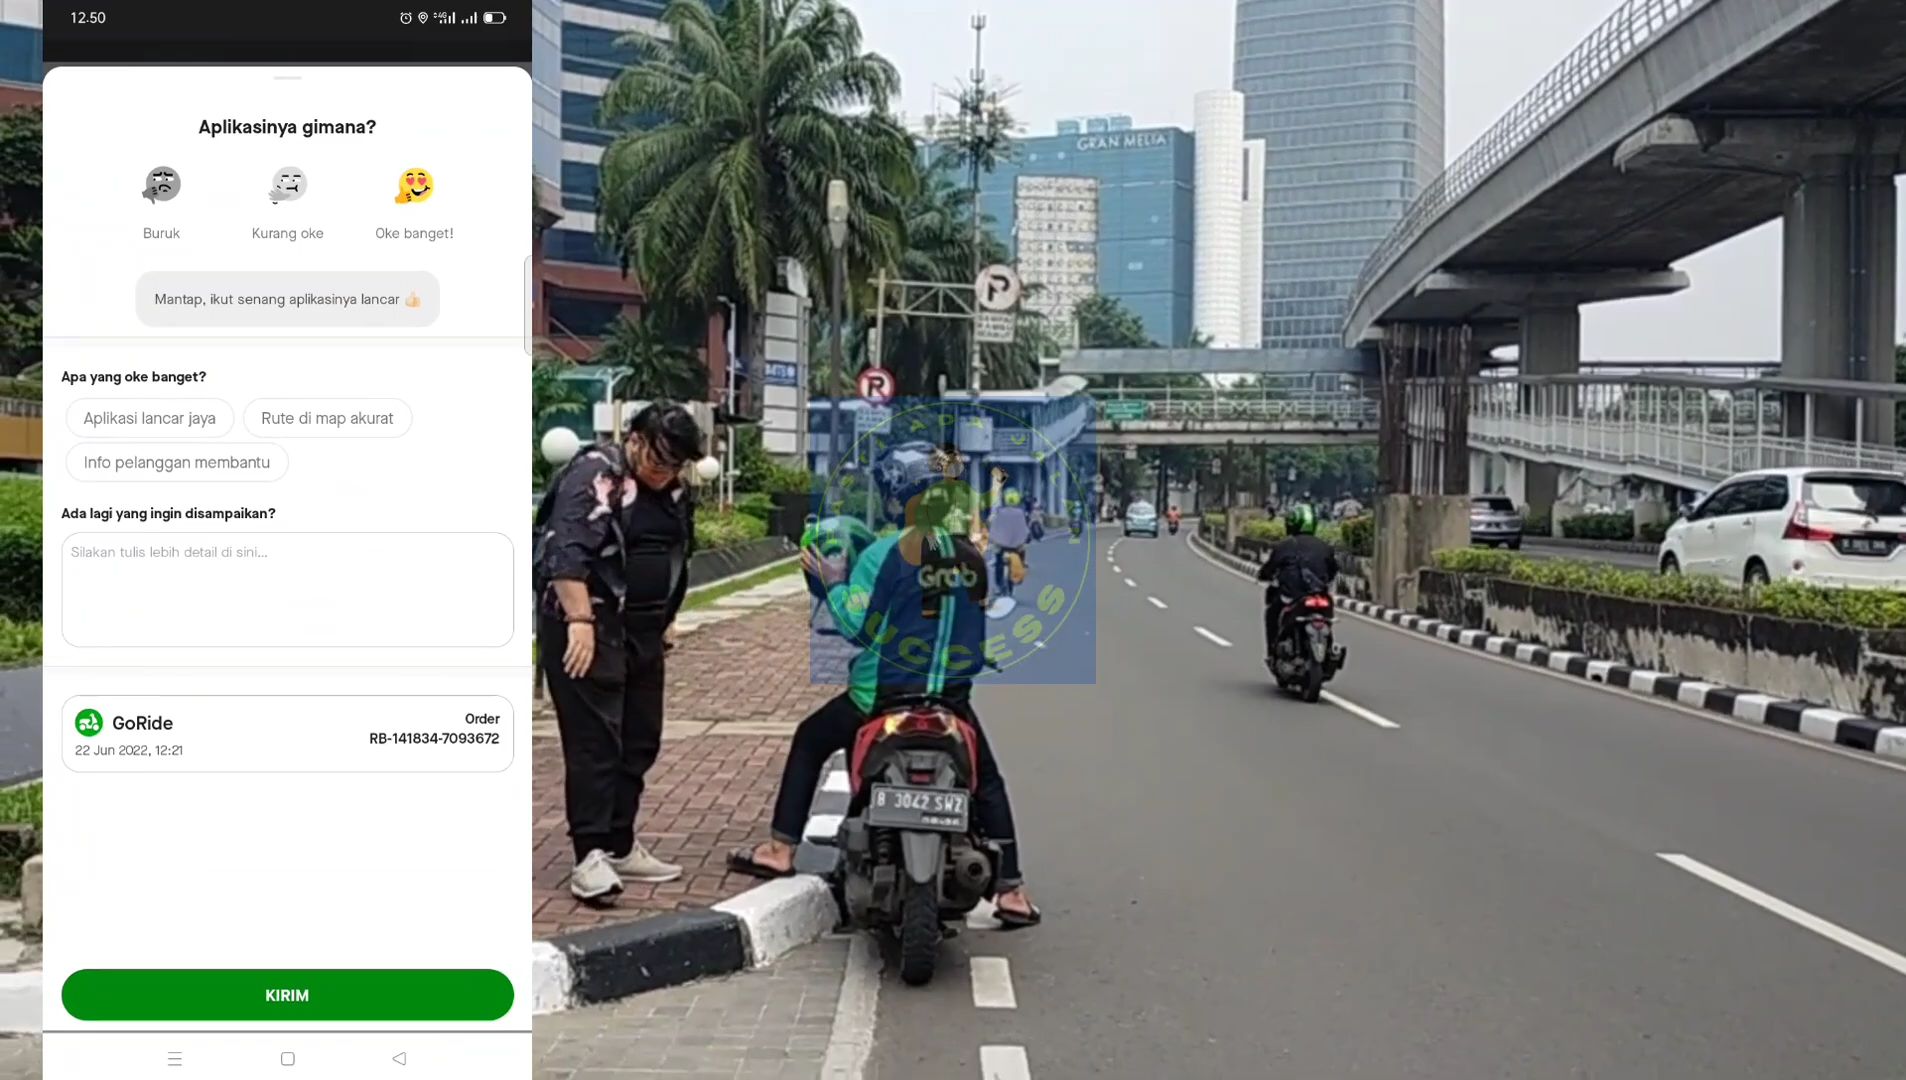 12.50
Aplikasinya gimana?
Buruk
Kurang oke
Oke banget!
Mantap, ikut senang aplikasinya lancar
Apa yang oke banget?
Aplikasi lancar jaya
Rute di map akurat
Info pelanggan membantu
Ada lagi yang ingin disampaikan?
Silakan tulis lebih detail di sini...
GoRide
Order
22 Jun 2022, 12:21
RB-141834-7093672
KIRIM
GRAN MELIA
P
R
Grab
SUCCES
B 3042 SWZ